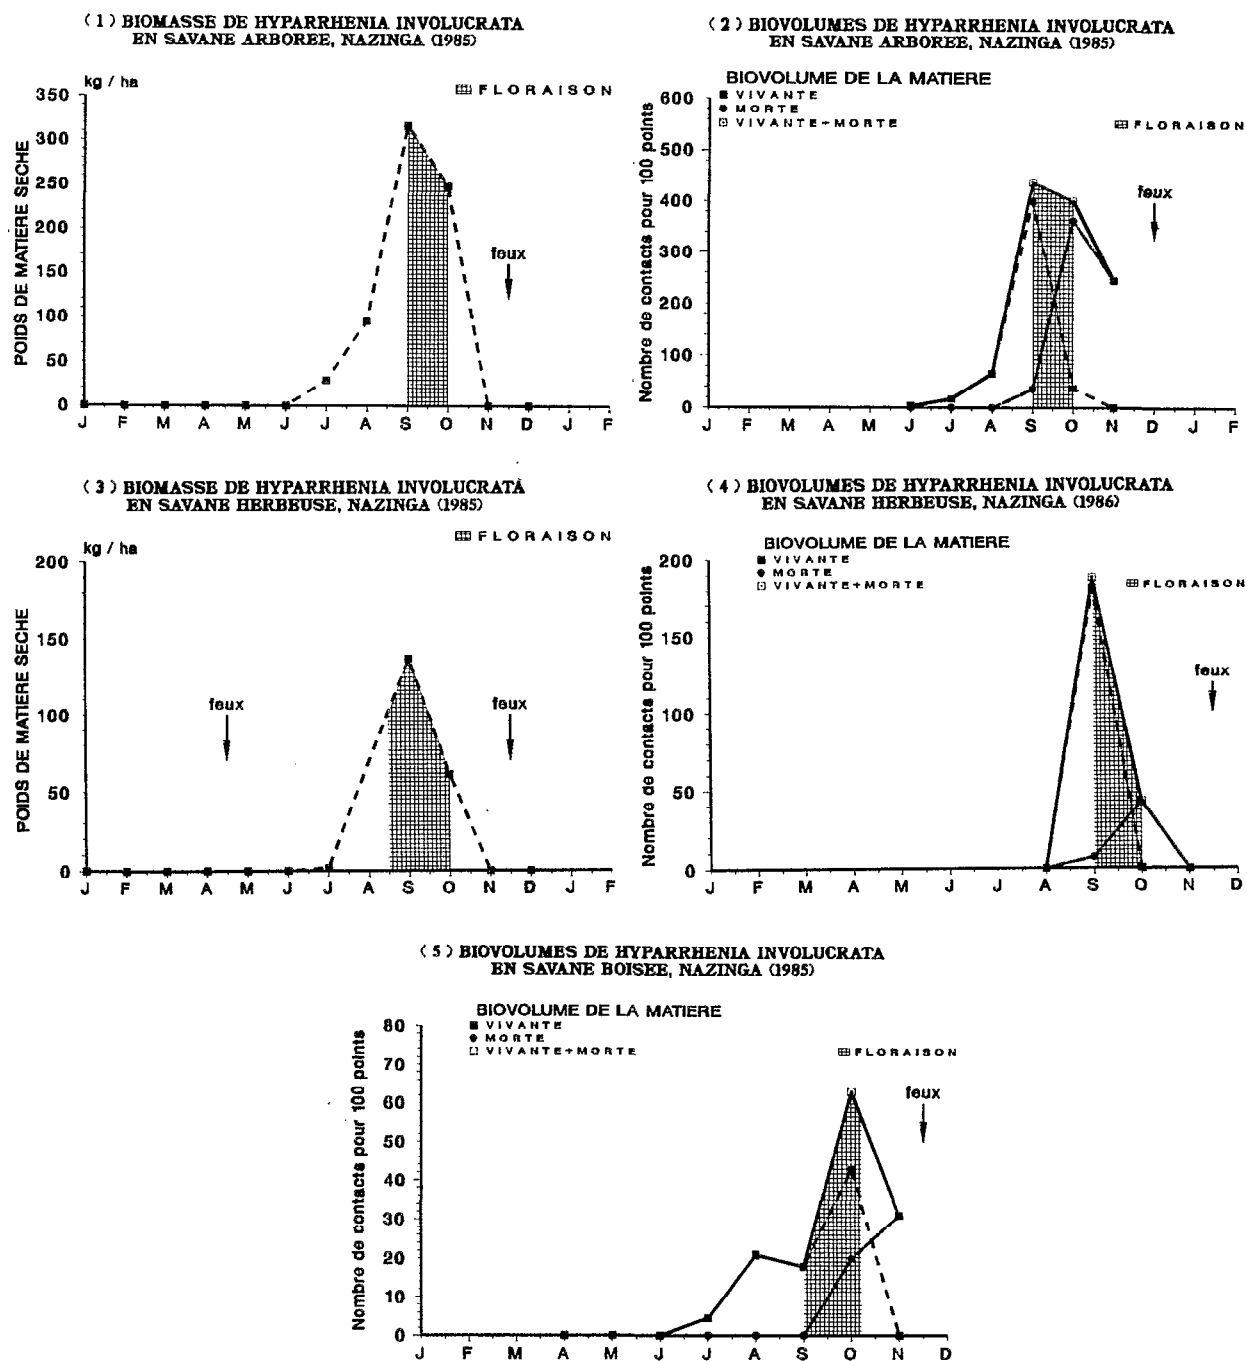 (1) BIOMASSE DE HYPARRHENIA INVOLUCRATA
EN SAVANE ARBOREE, NAZINGA (1985)
kg / ha
FLORAISON
POIDS DE MATIERE SECHE
350
300
250
200
150
100
50
0
feux
J F M A M J J A S O N D J F
(2) BIOVOLUMES DE HYPARRHENIA INVOLUCRATA
EN SAVANE ARBOREE, NAZINGA (1985)
BIOVOLUME DE LA MATIERE
VIVANTE
MORTE
VIVANTE+MORTE
FLORAISON
Nombre de contacts pour 100 points
600
500
400
300
200
100
0
feux
J F M A M J J A S O N D J F
(3) BIOMASSE DE HYPARRHENIA INVOLUCRATA
EN SAVANE HERBEUSE, NAZINGA (1985)
kg / ha
FLORAISON
POIDS DE MATIERE SECHE
200
150
100
50
0
feux
feux
J F M A M J J A S O N D J F
(4) BIOVOLUMES DE HYPARRHENIA INVOLUCRATA
EN SAVANE HERBEUSE, NAZINGA (1986)
BIOVOLUME DE LA MATIERE
VIVANTE
MORTE
VIVANTE+MORTE
FLORAISON
Nombre de contacts pour 100 points
200
150
100
50
0
feux
J F M A M J J A S O N D
(5) BIOVOLUMES DE HYPARRHENIA INVOLUCRATA
EN SAVANE BOISEE, NAZINGA (1985)
BIOVOLUME DE LA MATIERE
VIVANTE
MORTE
VIVANTE+MORTE
FLORAISON
Nombre de contacts pour 100 points
80
70
60
50
40
30
20
10
0
feux
J F M A M J J A S O N D